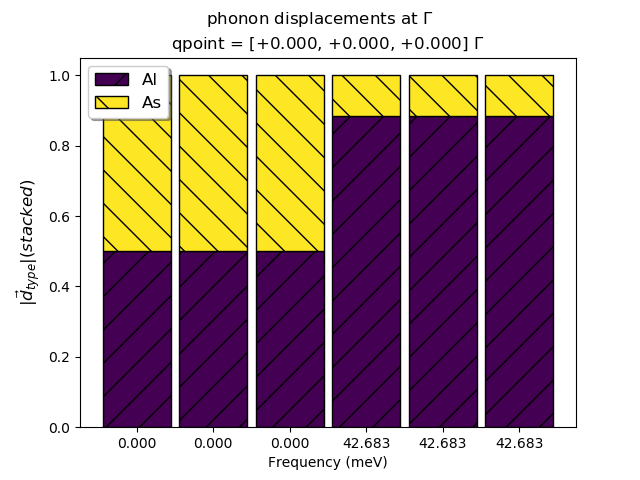 phonon displacements at Γ
qpoint = [+0.000, +0.000, +0.000] Γ
Al
As
1.0
0.8
0.6
0.4
0.2
0.0
|d⃗_type|(stacked)
0.000 0.000 0.000 42.683 42.683 42.683
Frequency (meV)